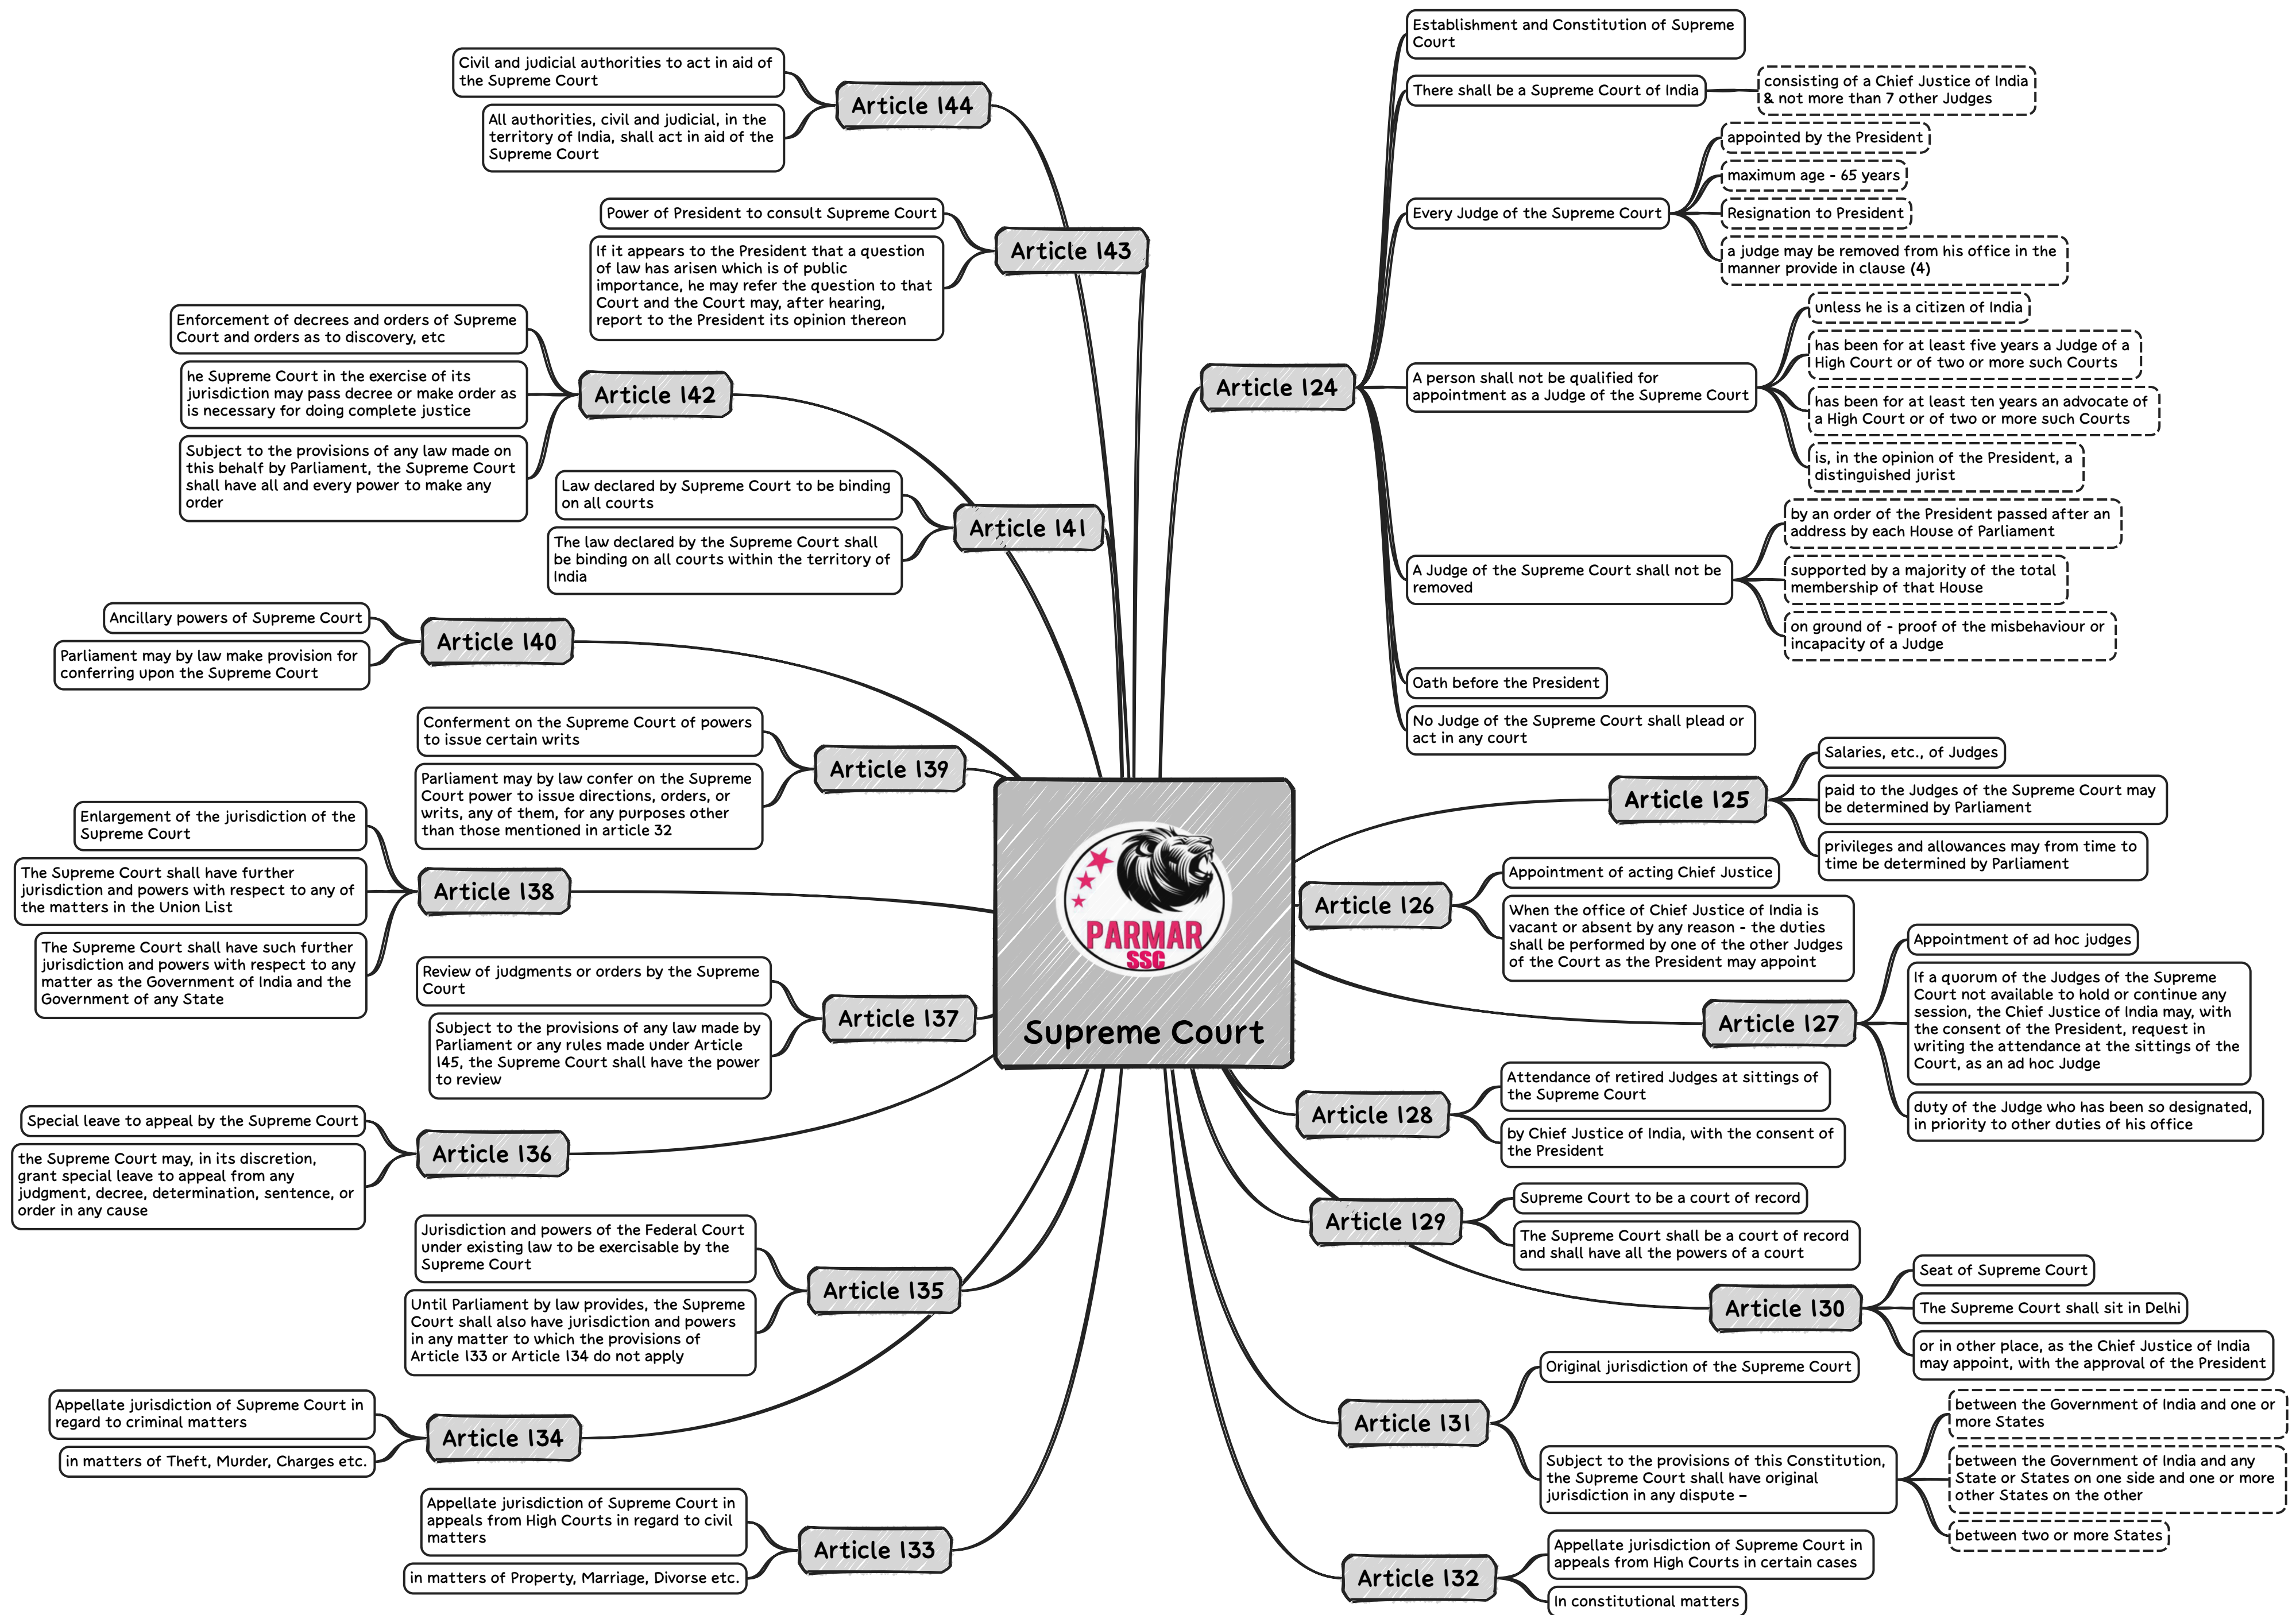 Supreme Court
PARMAR
SSC
Article 124
Establishment and Constitution of Supreme
Court
There shall be a Supreme Court of India
consisting of a Chief Justice of India
& not more than 7 other Judges
Every Judge of the Supreme Court
appointed by the President
maximum age - 65 years
Resignation to President
a judge may be removed from his office in the
manner provide in clause (4)
A person shall not be qualified for
appointment as a Judge of the Supreme Court
unless he is a citizen of India
has been for at least five years a Judge of a
High Court or of two or more such Courts
has been for at least ten years an advocate of
a High Court or of two or more such Courts
is, in the opinion of the President, a
distinguished jurist
A Judge of the Supreme Court shall not be
removed
by an order of the President passed after an
address by each House of Parliament
supported by a majority of the total
membership of that House
on ground of - proof of the misbehaviour or
incapacity of a Judge
Oath before the President
No Judge of the Supreme Court shall plead or
act in any court
Article 125
Salaries, etc., of Judges
paid to the Judges of the Supreme Court may
be determined by Parliament
privileges and allowances may from time to
time be determined by Parliament
Article 126
Appointment of acting Chief Justice
When the office of Chief Justice of India is
vacant or absent by any reason - the duties
shall be performed by one of the other Judges
of the Court as the President may appoint
Article 127
Appointment of ad hoc judges
If a quorum of the Judges of the Supreme
Court not available to hold or continue any
session, the Chief Justice of India may, with
the consent of the President, request in
writing the attendance at the sittings of the
Court, as an ad hoc Judge
duty of the Judge who has been so designated,
in priority to other duties of his office
Article 128
Attendance of retired Judges at sittings of
the Supreme Court
by Chief Justice of India, with the consent of
the President
Article 129
Supreme Court to be a court of record
The Supreme Court shall be a court of record
and shall have all the powers of a court
Article 130
Seat of Supreme Court
The Supreme Court shall sit in Delhi
or in other place, as the Chief Justice of India
may appoint, with the approval of the President
Article 131
Original jurisdiction of the Supreme Court
Subject to the provisions of this Constitution,
the Supreme Court shall have original
jurisdiction in any dispute –
between the Government of India and one or
more States
between the Government of India and any
State or States on one side and one or more
other States on the other
between two or more States
Article 132
Appellate jurisdiction of Supreme Court in
appeals from High Courts in certain cases
In constitutional matters
Article 133
Appellate jurisdiction of Supreme Court in
appeals from High Courts in regard to civil
matters
in matters of Property, Marriage, Divorse etc.
Article 134
Appellate jurisdiction of Supreme Court in
regard to criminal matters
in matters of Theft, Murder, Charges etc.
Article 135
Jurisdiction and powers of the Federal Court
under existing law to be exercisable by the
Supreme Court
Until Parliament by law provides, the Supreme
Court shall also have jurisdiction and powers
in any matter to which the provisions of
Article 133 or Article 134 do not apply
Article 136
Special leave to appeal by the Supreme Court
the Supreme Court may, in its discretion,
grant special leave to appeal from any
judgment, decree, determination, sentence, or
order in any cause
Article 137
Review of judgments or orders by the Supreme
Court
Subject to the provisions of any law made by
Parliament or any rules made under Article
145, the Supreme Court shall have the power
to review
Article 138
Enlargement of the jurisdiction of the
Supreme Court
The Supreme Court shall have further
jurisdiction and powers with respect to any of
the matters in the Union List
The Supreme Court shall have such further
jurisdiction and powers with respect to any
matter as the Government of India and the
Government of any State
Article 139
Conferment on the Supreme Court of powers
to issue certain writs
Parliament may by law confer on the Supreme
Court power to issue directions, orders, or
writs, any of them, for any purposes other
than those mentioned in article 32
Article 140
Ancillary powers of Supreme Court
Parliament may by law make provision for
conferring upon the Supreme Court
Article 141
Law declared by Supreme Court to be binding
on all courts
The law declared by the Supreme Court shall
be binding on all courts within the territory of
India
Article 142
Enforcement of decrees and orders of Supreme
Court and orders as to discovery, etc
he Supreme Court in the exercise of its
jurisdiction may pass decree or make order as
is necessary for doing complete justice
Subject to the provisions of any law made on
this behalf by Parliament, the Supreme Court
shall have all and every power to make any
order
Article 143
Power of President to consult Supreme Court
If it appears to the President that a question
of law has arisen which is of public
importance, he may refer the question to that
Court and the Court may, after hearing,
report to the President its opinion thereon
Article 144
Civil and judicial authorities to act in aid of
the Supreme Court
All authorities, civil and judicial, in the
territory of India, shall act in aid of the
Supreme Court